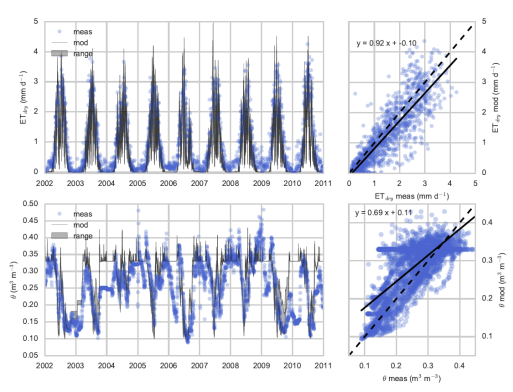 5
4
3
2
1
0
ET_dry (mm d⁻¹)
meas
mod
range
2002 2003 2004 2005 2006 2007 2008 2009 2010 2011
y = 0.92 x + -0.10
5
4
3
2
1
0
ET_dry mod (mm d⁻¹)
0 1 2 3 4 5
ET_dry meas (mm d⁻¹)
0.50
0.45
0.40
0.35
0.30
0.25
0.20
0.15
0.10
0.05
θ (m³ m⁻³)
meas
mod
range
2002 2003 2004 2005 2006 2007 2008 2009 2010 2011
y = 0.69 x + 0.11
0.4
0.3
0.2
0.1
θ mod (m³ m⁻³)
0.1 0.2 0.3 0.4
θ meas (m³ m⁻³)